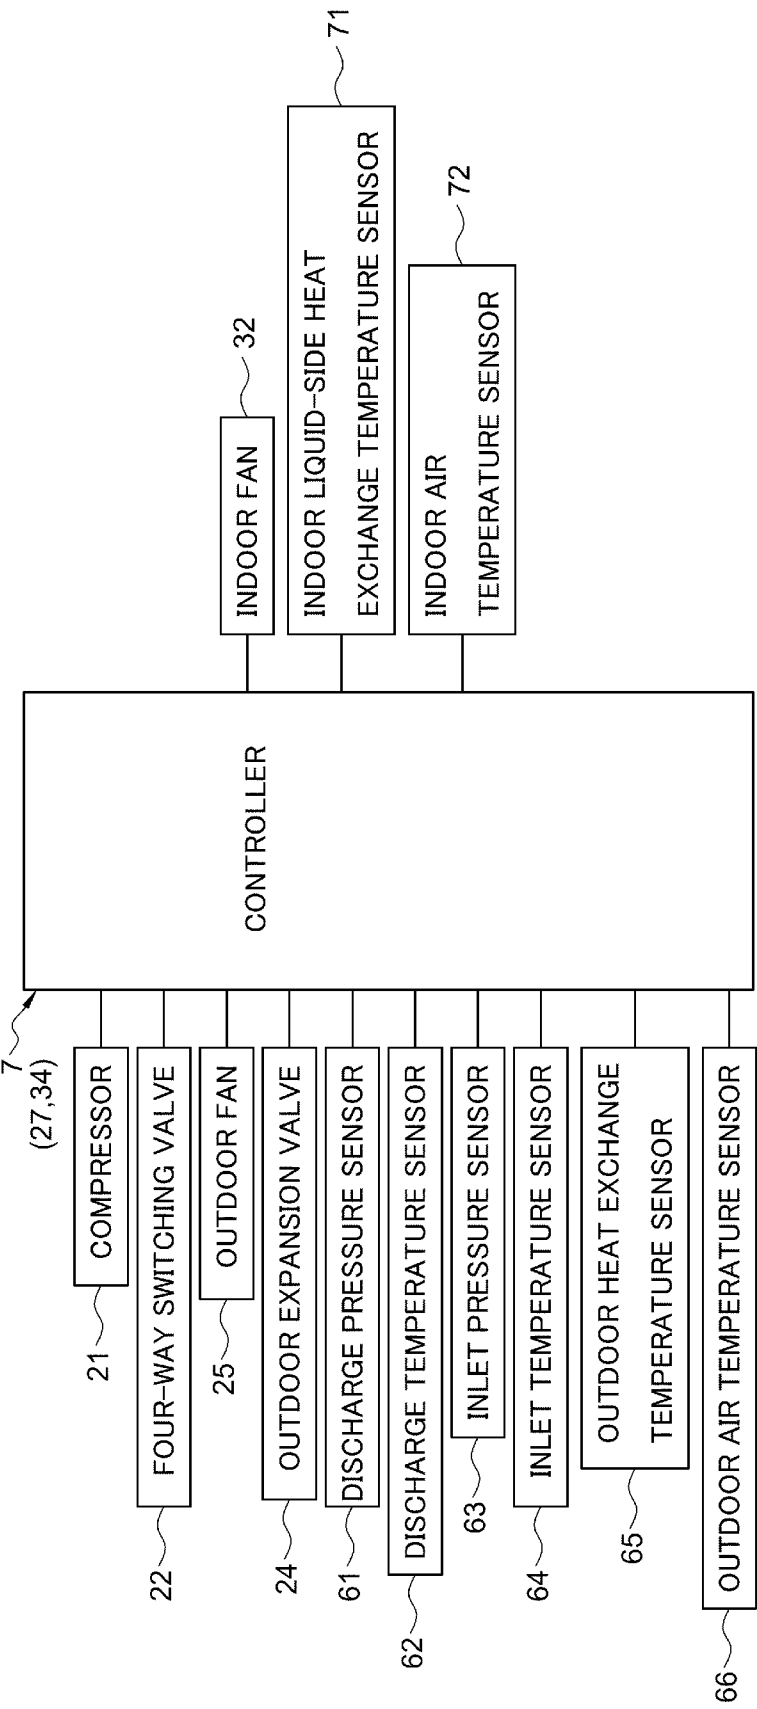 7
(27,34)
CONTROLLER
COMPRESSOR
21
FOUR-WAY SWITCHING VALVE
22
OUTDOOR FAN
25
OUTDOOR EXPANSION VALVE
24
DISCHARGE PRESSURE SENSOR
61
DISCHARGE TEMPERATURE SENSOR
62
INLET PRESSURE SENSOR
63
INLET TEMPERATURE SENSOR
64
OUTDOOR HEAT EXCHANGE
TEMPERATURE SENSOR
65
OUTDOOR AIR TEMPERATURE SENSOR
66
INDOOR FAN
32
INDOOR LIQUID-SIDE HEAT
EXCHANGE TEMPERATURE SENSOR
71
INDOOR AIR
TEMPERATURE SENSOR
72